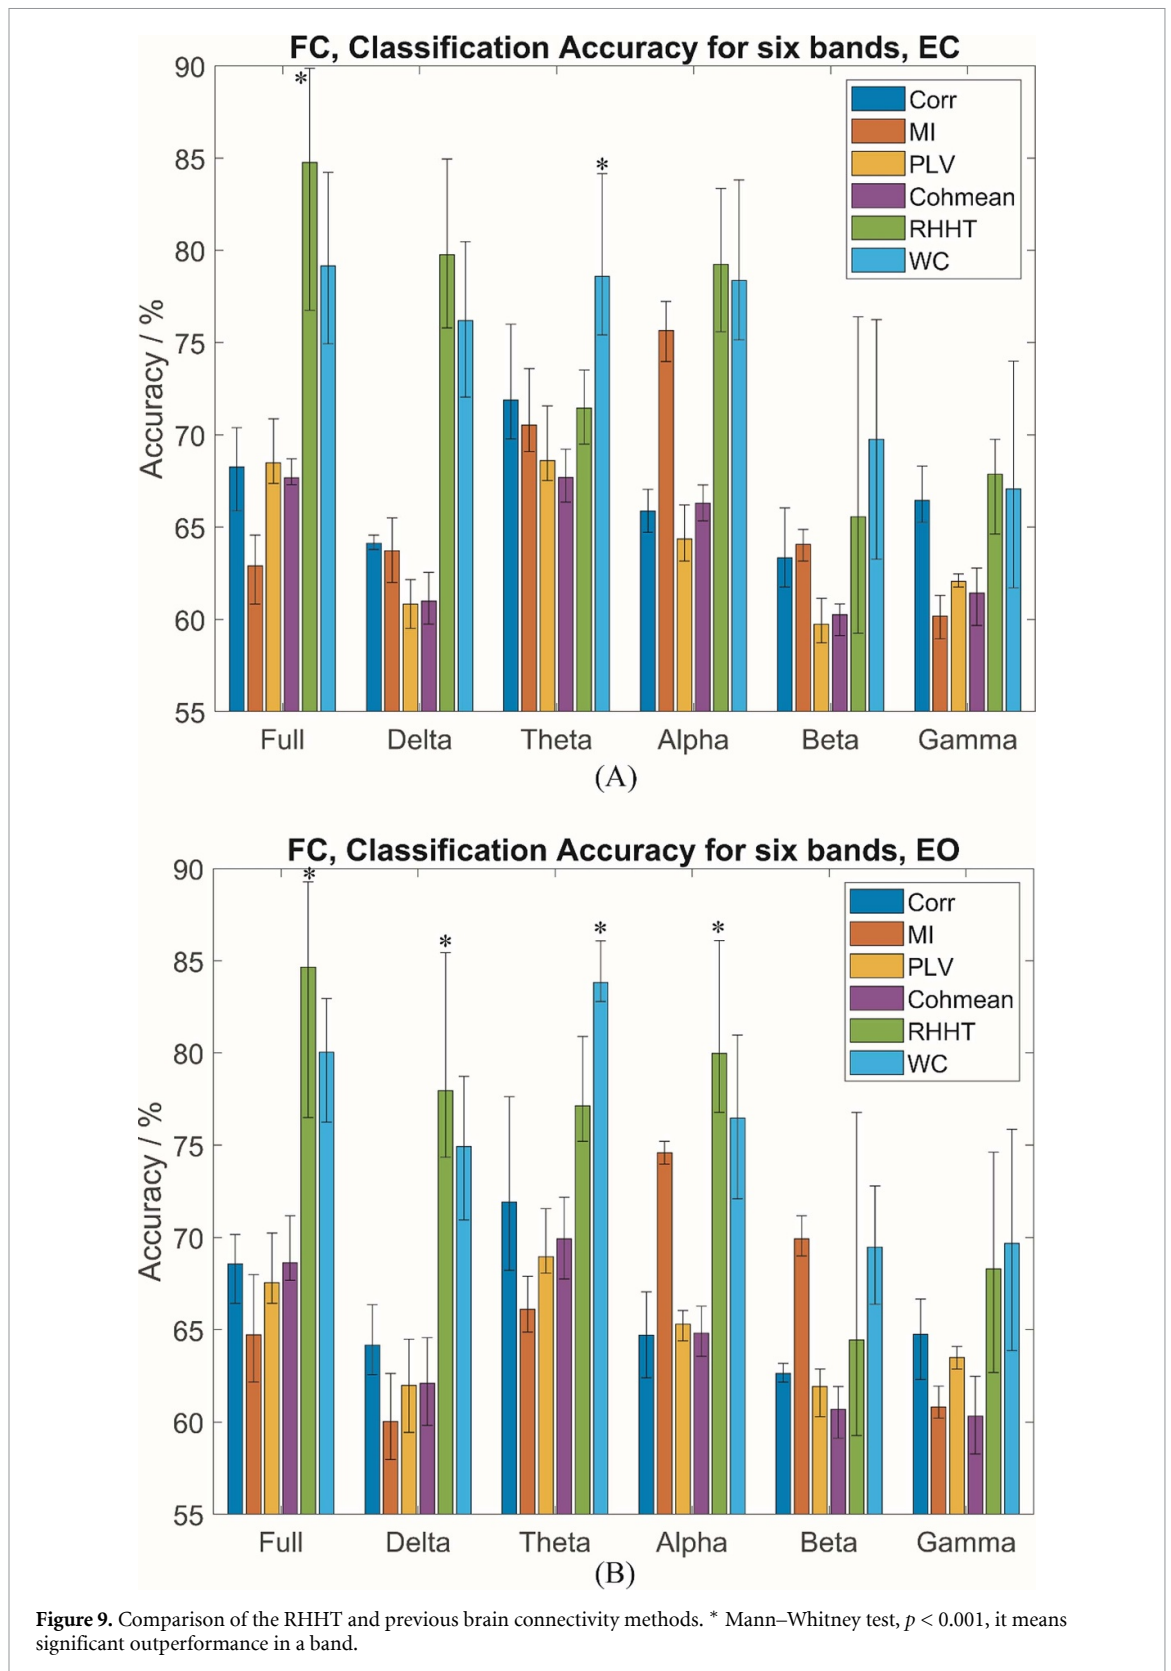 FC, Classification Accuracy for six bands, EC
90
85
80
75
70
65
60
55
Accuracy / %
*
*
Corr
MI
PLV
Cohmean
RHHT
WC
Full Delta Theta Alpha Beta Gamma
(A)
FC, Classification Accuracy for six bands, EO
90
85
80
75
70
65
60
55
Accuracy / %
*
*
*
*
Corr
MI
PLV
Cohmean
RHHT
WC
Full Delta Theta Alpha Beta Gamma
(B)
Figure 9. Comparison of the RHHT and previous brain connectivity methods. * Mann–Whitney test, p < 0.001, it means
significant outperformance in a band.